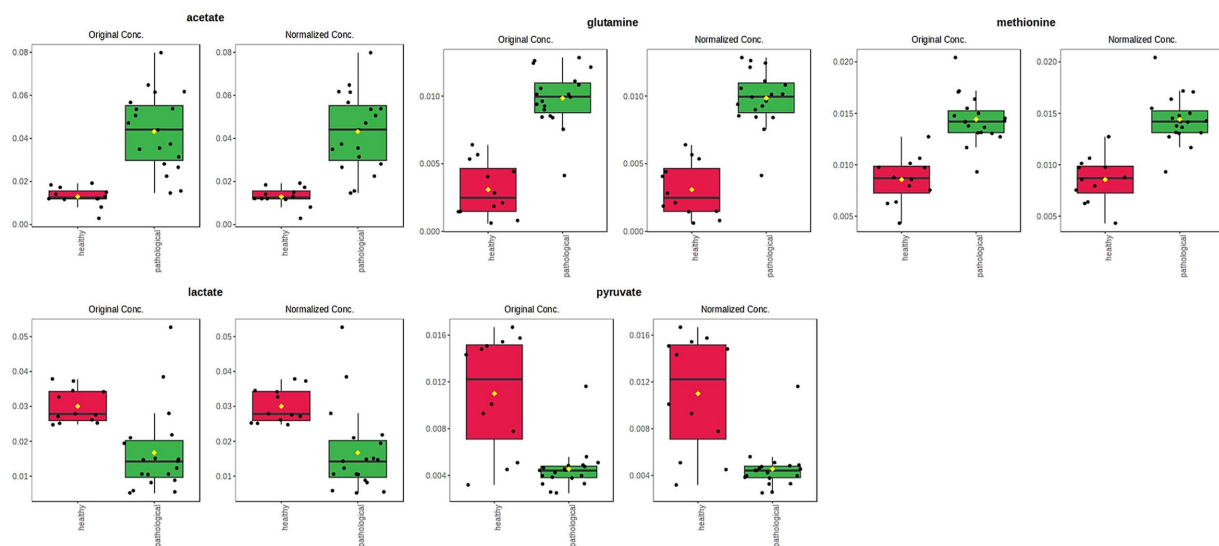 acetate
Original Conc.
Normalized Conc.
0.08
0.06
0.04
0.02
0.00
healthy
pathological
0.08
0.06
0.04
0.02
0.00
healthy
pathological
glutamine
Original Conc.
Normalized Conc.
0.010
0.005
0.000
healthy
pathological
0.010
0.005
0.000
healthy
pathological
methionine
Original Conc.
Normalized Conc.
0.020
0.015
0.010
0.005
healthy
pathological
0.020
0.015
0.010
0.005
healthy
pathological
lactate
Original Conc.
Normalized Conc.
0.05
0.04
0.03
0.02
0.01
healthy
pathological
0.05
0.04
0.03
0.02
0.01
healthy
pathological
pyruvate
Original Conc.
Normalized Conc.
0.016
0.012
0.008
0.004
healthy
pathological
0.016
0.012
0.008
0.004
healthy
pathological